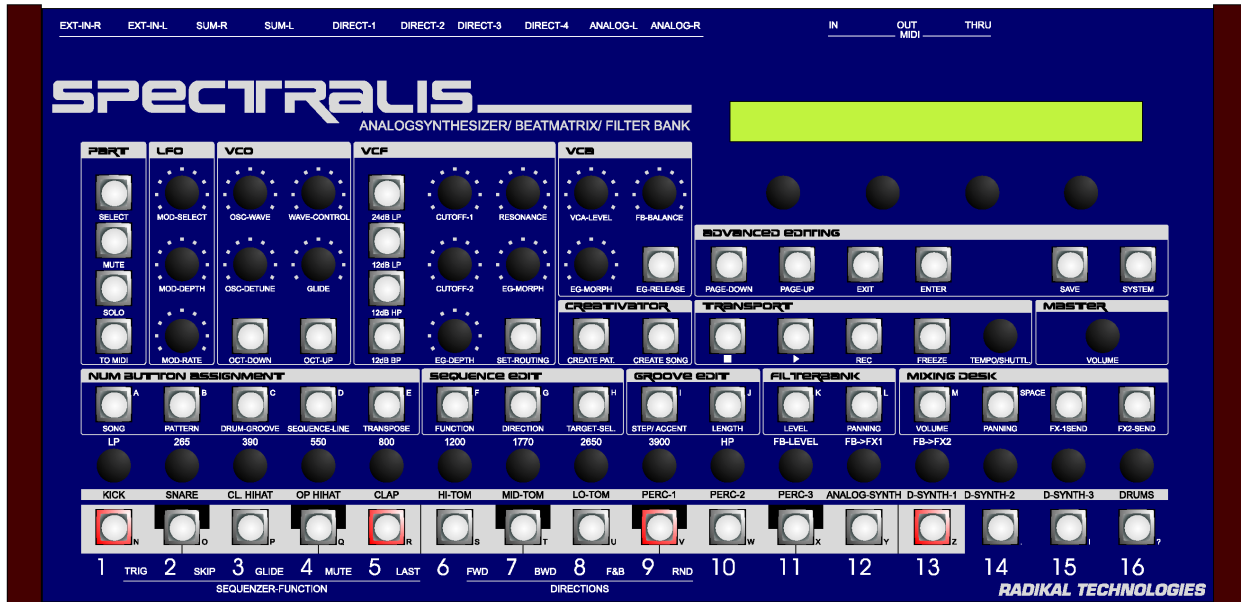 EXT-IN-R EXT-IN-L SUM-R SUM-L DIRECT-1 DIRECT-2 DIRECT-3 DIRECT-4 ANALOG-L ANALOG-R IN OUT THRU
MIDI
SPECTRALIS
ANALOGSYNTHESIZER/ BEATMATRIX/ FILTER BANK
PART LFO VCO VCF VCA
SELECT MOD-SELECT OSC-WAVE WAVE-CONTROL 24dB LP CUTOFF-1 RESONANCE VCA-LEVEL FB-BALANCE
ADVANCED EDITING
MUTE 12dB LP
MOD-DEPTH OSC-DETUNE GLIDE CUTOFF-2 EG-MORPH EG-MORPH EG-RELEASE PAGE-DOWN PAGE-UP EXIT ENTER SAVE SYSTEM
SOLO 12dB HP
CREATIVATOR TRANSPORT MASTER
TO MIDI MOD-RATE OCT-DOWN OCT-UP 12dB BP EG-DEPTH SET-ROUTING CREATE PAT. CREATE SONG REC FREEZE TEMPO/SHUTTL. VOLUME
NUM BUTTON ASSIGNMENT SEQUENCE EDIT GROOVE EDIT FILTERBANK MIXING DESK
A B C D E F G H I J K L M SPACE
SONG PATTERN DRUM-GROOVE SEQUENCE-LINE TRANSPOSE FUNCTION DIRECTION TARGET-SEL. STEP/ ACCENT LENGTH LEVEL PANNING VOLUME PANNING FX-1SEND FX2-SEND
LP 265 390 550 800 1200 1770 2650 3900 HP FB-LEVEL FB->FX1 FB->FX2
KICK SNARE CL. HIHAT OP HIHAT CLAP HI-TOM MID-TOM LO-TOM PERC-1 PERC-2 PERC-3 ANALOG-SYNTH D-SYNTH-1 D-SYNTH-2 D-SYNTH-3 DRUMS
N O P Q R S T U V W X Y Z . ! ?
1 TRIG 2 SKIP 3 GLIDE 4 MUTE 5 LAST 6 FWD 7 BWD 8 F&B 9 RND 10 11 12 13 14 15 16
SEQUENZER-FUNCTION DIRECTIONS RADIKAL TECHNOLOGIES